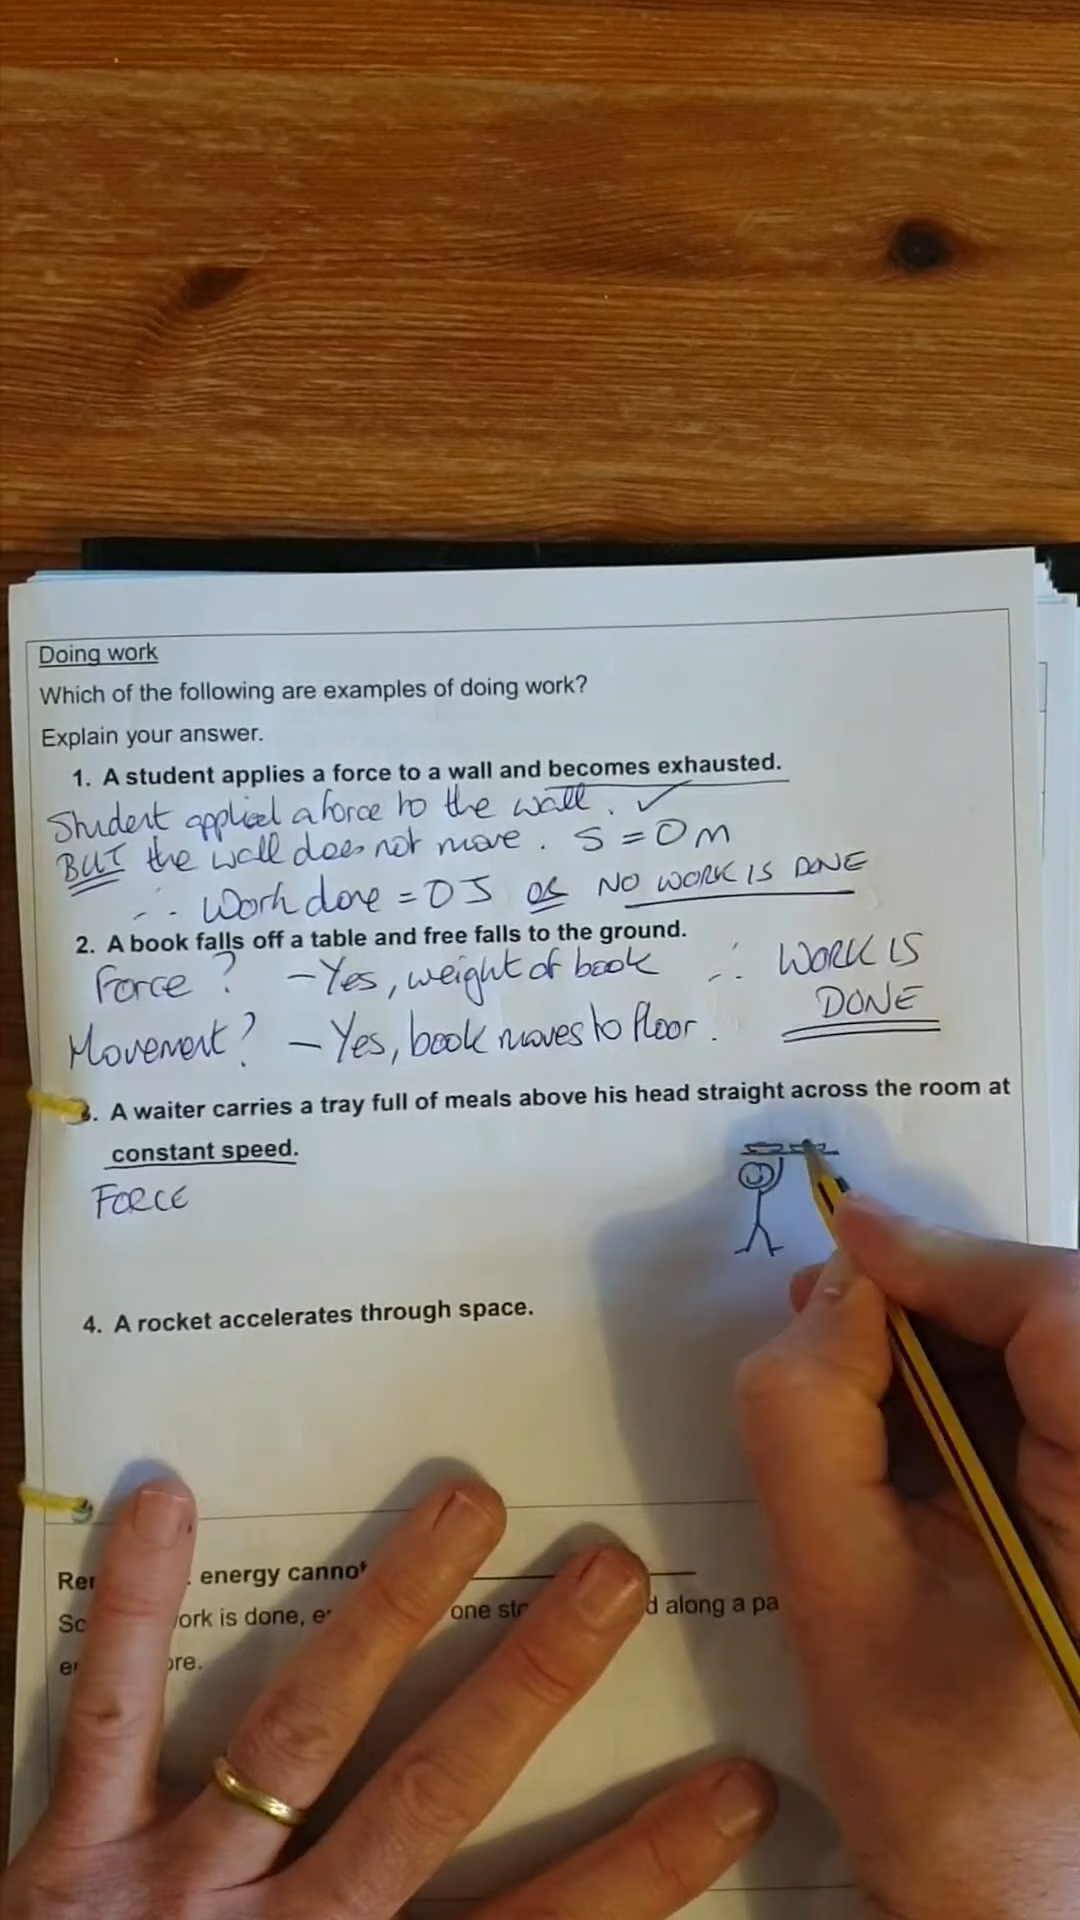 Doing work
Which of the following are examples of doing work?
Explain your answer.
1. A student applies a force to a wall and becomes exhausted.
Student applied a force to the wall. ✓
BUT the wall does not move. S = 0 m
∴ Work done = 0 J or NO WORK IS DONE
2. A book falls off a table and free falls to the ground.
Force? – Yes, weight of book ∴ WORK IS
DONE
Movement? – Yes, book moves to floor.
3. A waiter carries a tray full of meals above his head straight across the room at
constant speed.
FORCE
4. A rocket accelerates through space.
energy cannot
work is done, one along a